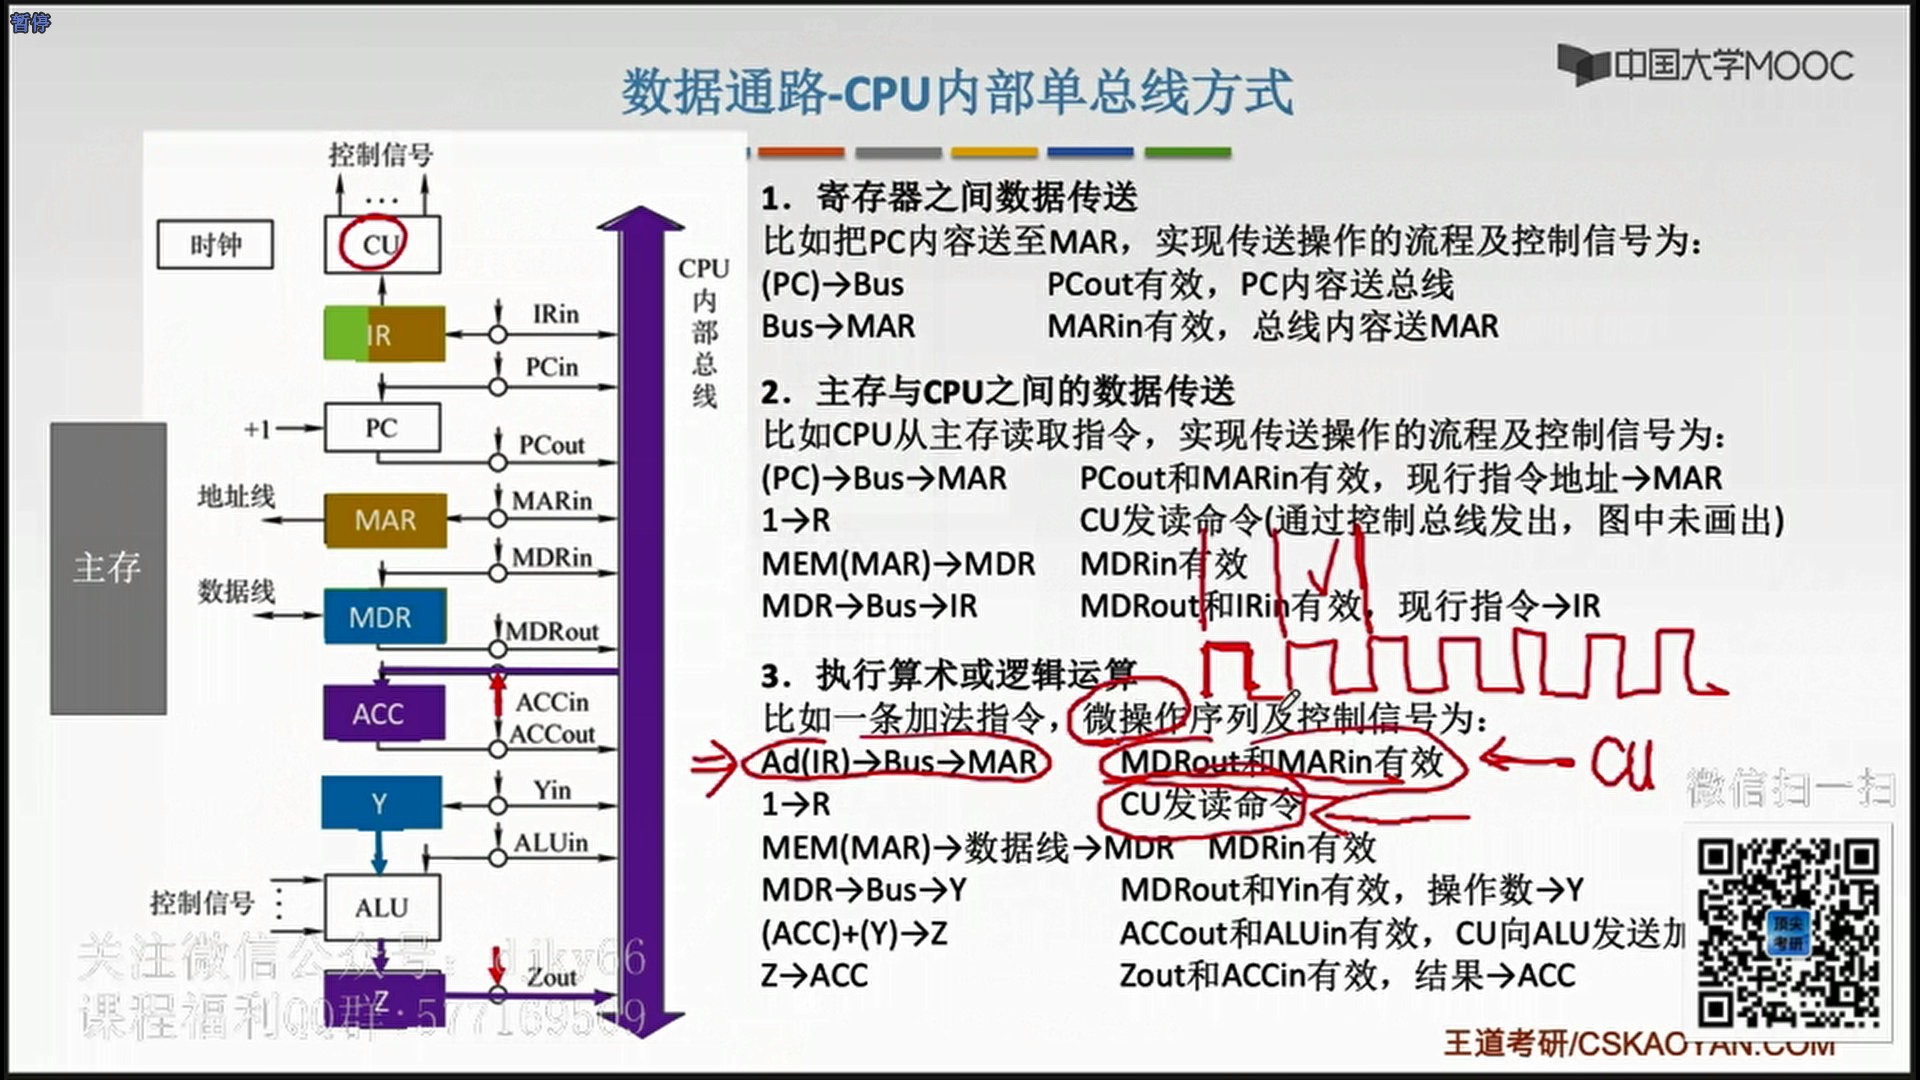 暂停
中国大学MOOC
数据通路-CPU内部单总线方式
控制信号
...
时钟
CU
CPU内部总线
IR
IRin
PCin
+1
PC
PCout
主存
地址线
MAR
MARin
MDRin
数据线
MDR
MDRout
ACC
ACCin
ACCout
Y
Yin
ALUin
控制信号
ALU
Z
Zout
1. 寄存器之间数据传送
比如把PC内容送至MAR，实现传送操作的流程及控制信号为：
(PC)→Bus PCout有效，PC内容送总线
Bus→MAR MARin有效，总线内容送MAR
2. 主存与CPU之间的数据传送
比如CPU从主存读取指令，实现传送操作的流程及控制信号为：
(PC)→Bus→MAR PCout和MARin有效，现行指令地址→MAR
1→R CU发读命令(通过控制总线发出，图中未画出)
MEM(MAR)→MDR MDRin有效
MDR→Bus→IR MDRout和IRin有效，现行指令→IR
3. 执行算术或逻辑运算
比如一条加法指令，微操作序列及控制信号为：
Ad(IR)→Bus→MAR MDRout和MARin有效
CU
1→R CU发读命令
MEM(MAR)→数据线→MDR MDRin有效
MDR→Bus→Y MDRout和Yin有效，操作数→Y
(ACC)+(Y)→Z ACCout和ALUin有效，CU向ALU发送加
Z→ACC Zout和ACCin有效，结果→ACC
微信扫一扫
顶尖考研
关注微信公众号：djky66
课程福利QQ群：577169509
王道考研/CSKAOYAN.COM